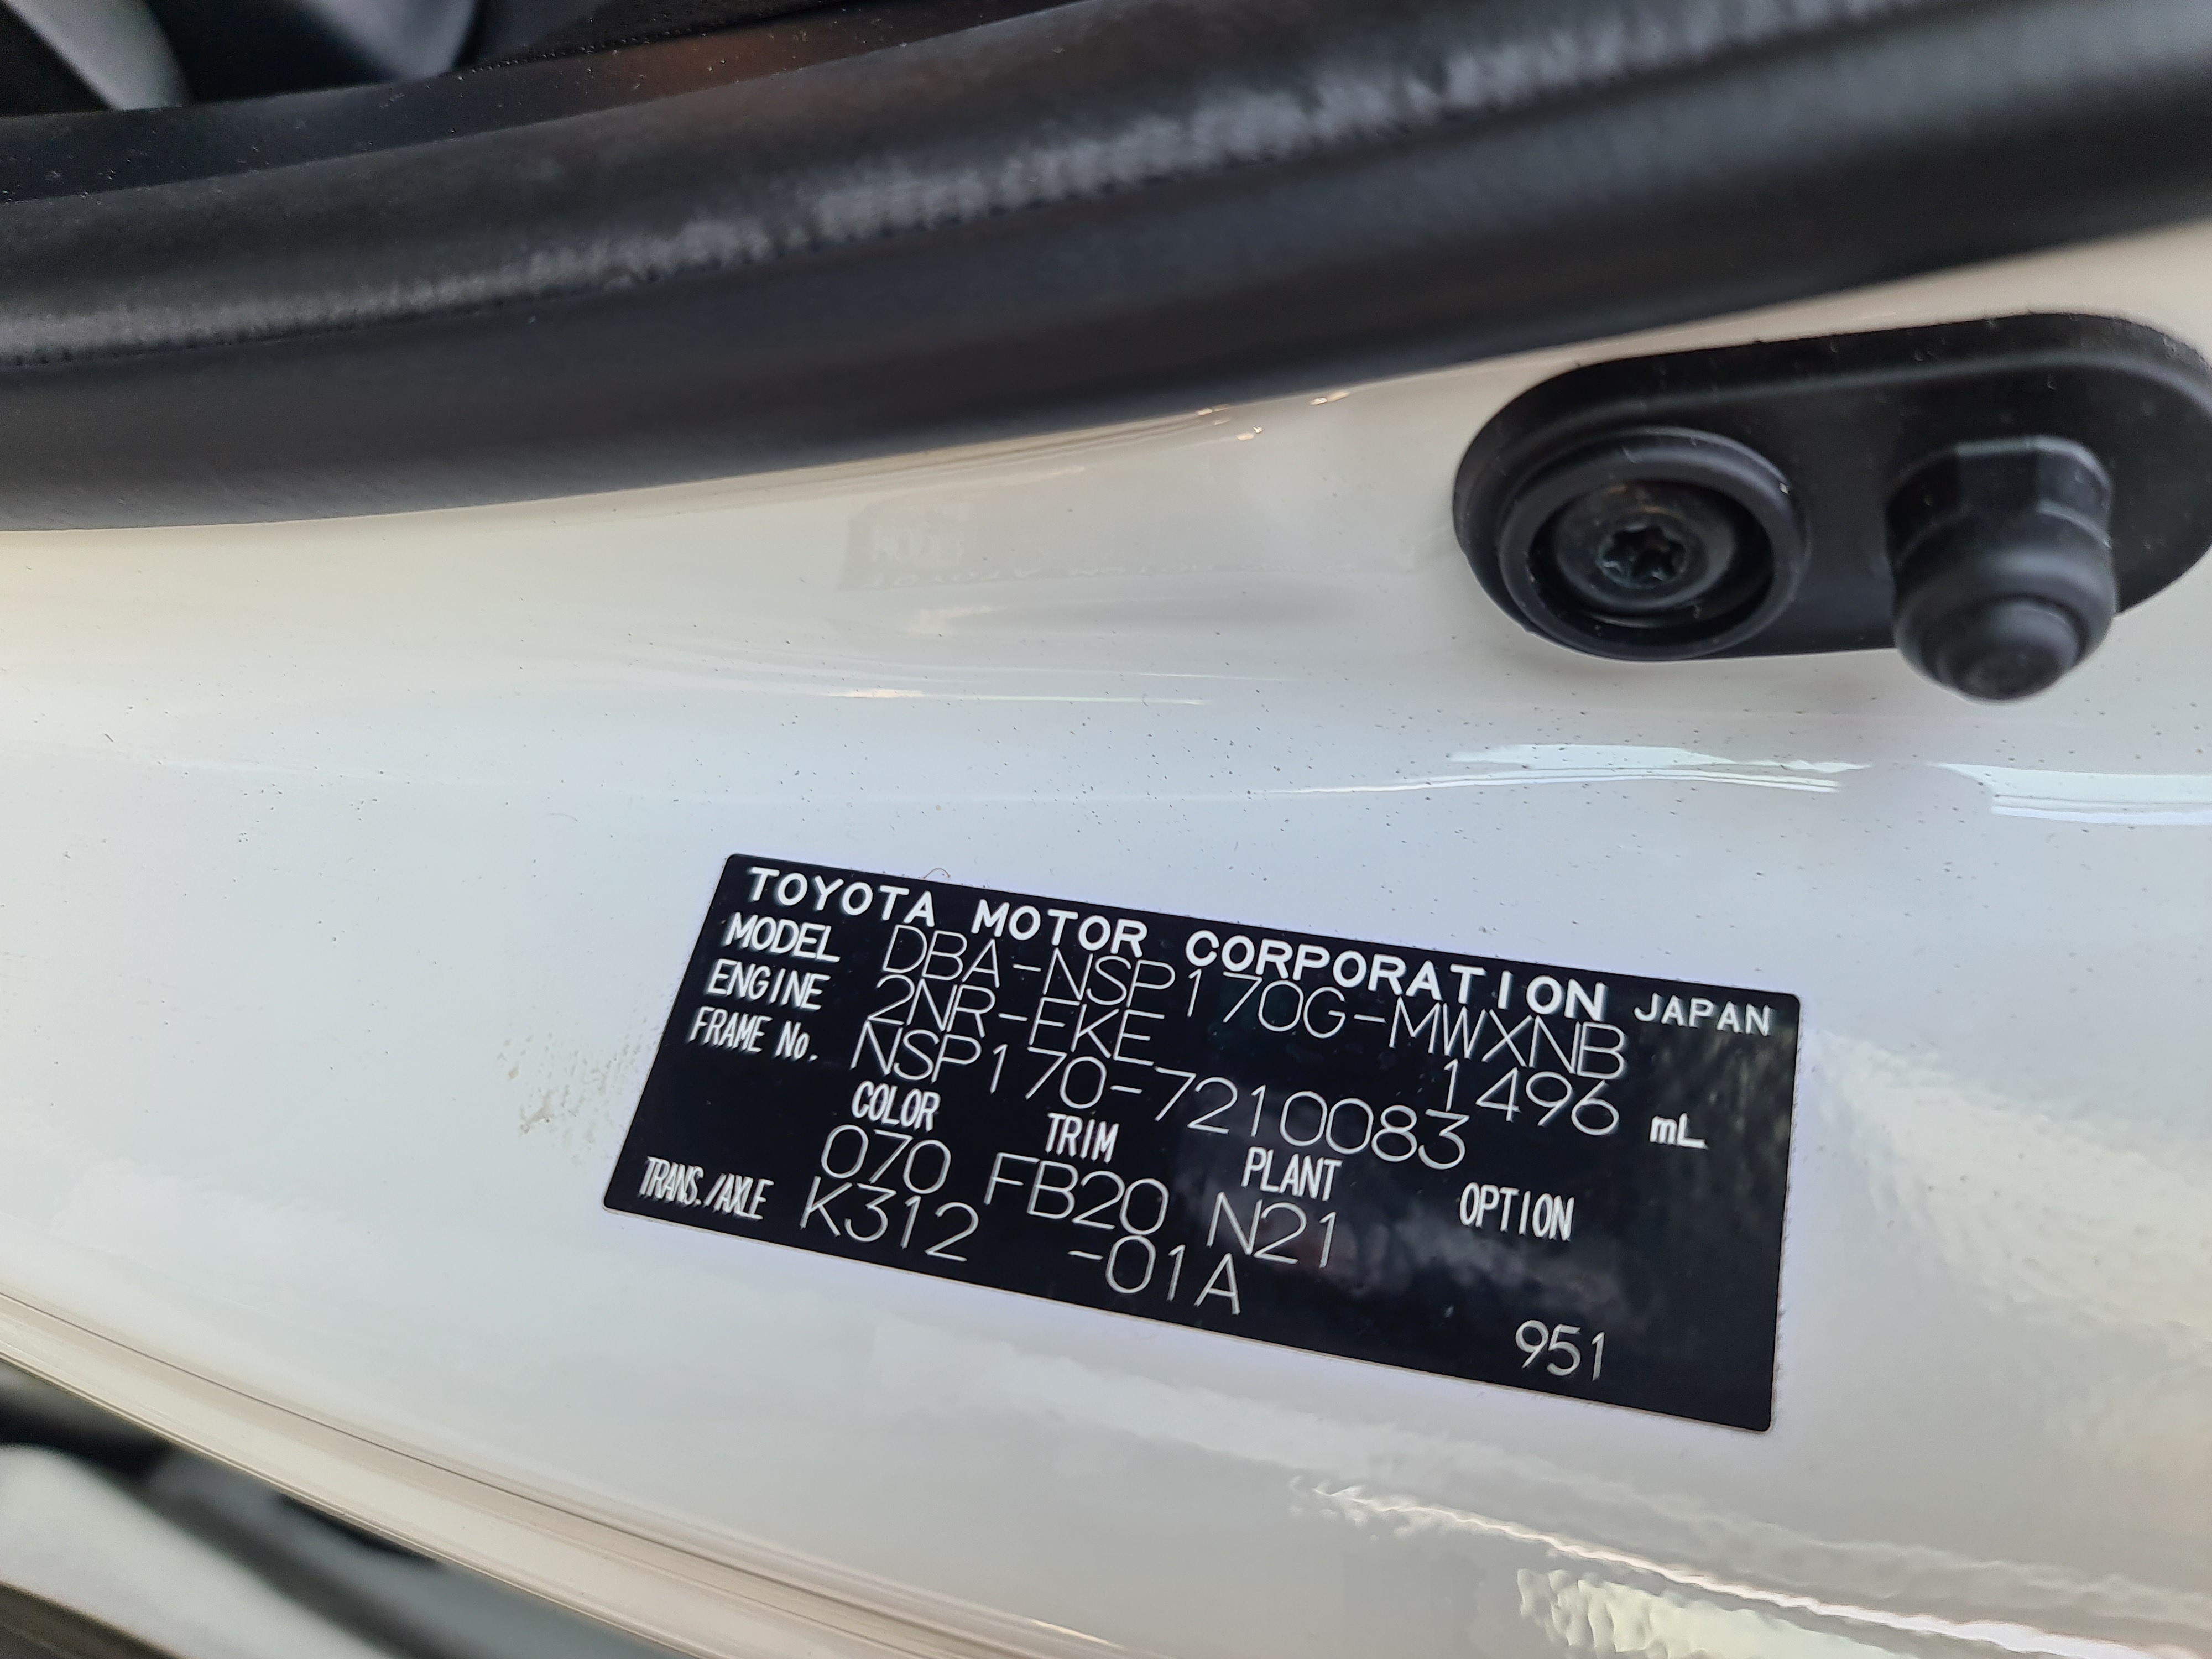 TOYOTA MOTOR CORPORATION JAPAN
MODEL DBA-NSP170G-MWXNB
ENGINE 2NR-FKE 1496 mL
FRAME No. NSP170-7210083
COLOR TRIM PLANT OPTION
070 FB20 N21
TRANS./AXLE K312 -01A
951